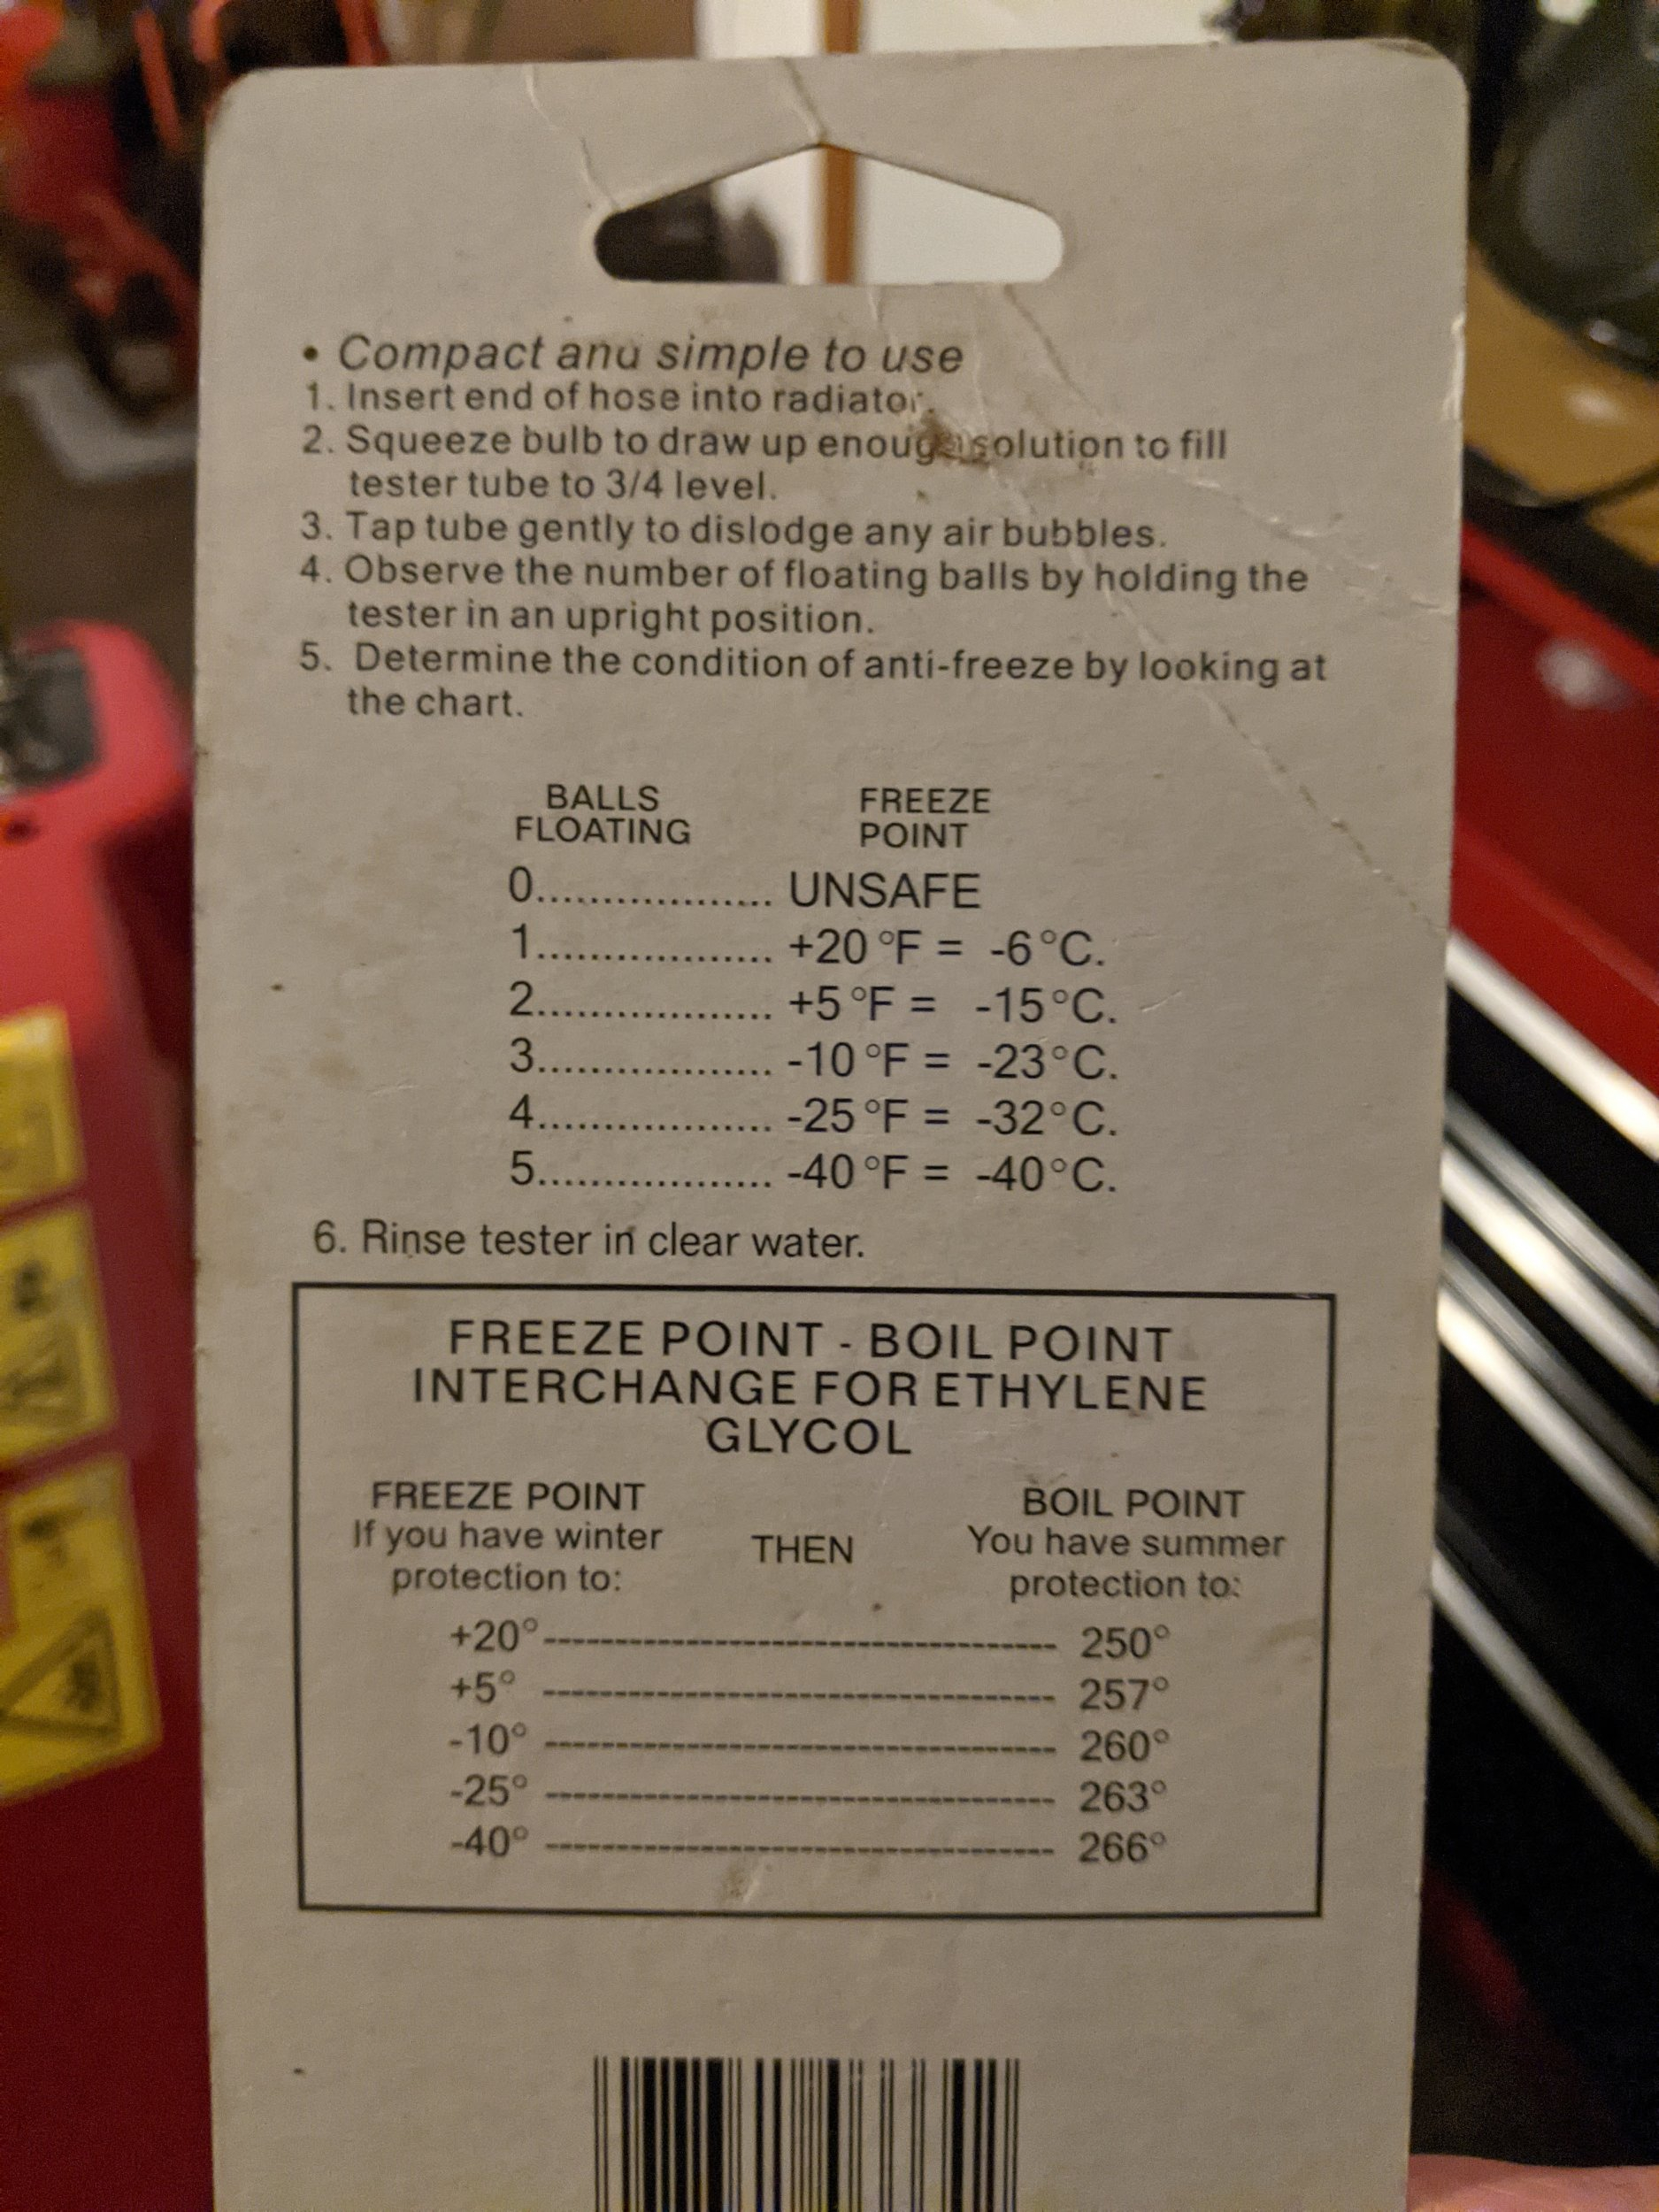 • Compact and simple to use
1. Insert end of hose into radiator.
2. Squeeze bulb to draw up enough solution to fill
tester tube to 3/4 level.
3. Tap tube gently to dislodge any air bubbles.
4. Observe the number of floating balls by holding the
tester in an upright position.
5. Determine the condition of anti-freeze by looking at
the chart.
BALLS FLOATING FREEZE POINT
0.................. UNSAFE
1.................. +20°F = -6°C.
2.................. +5°F = -15°C.
3.................. -10°F = -23°C.
4.................. -25°F = -32°C.
5.................. -40°F = -40°C.
6. Rinse tester in clear water.
FREEZE POINT - BOIL POINT
INTERCHANGE FOR ETHYLENE
GLYCOL
FREEZE POINT
If you have winter
protection to:
THEN
BOIL POINT
You have summer
protection to:
+20° ------------------------------------ 250°
+5° ------------------------------------ 257°
-10° ------------------------------------ 260°
-25° ------------------------------------ 263°
-40° ------------------------------------ 266°